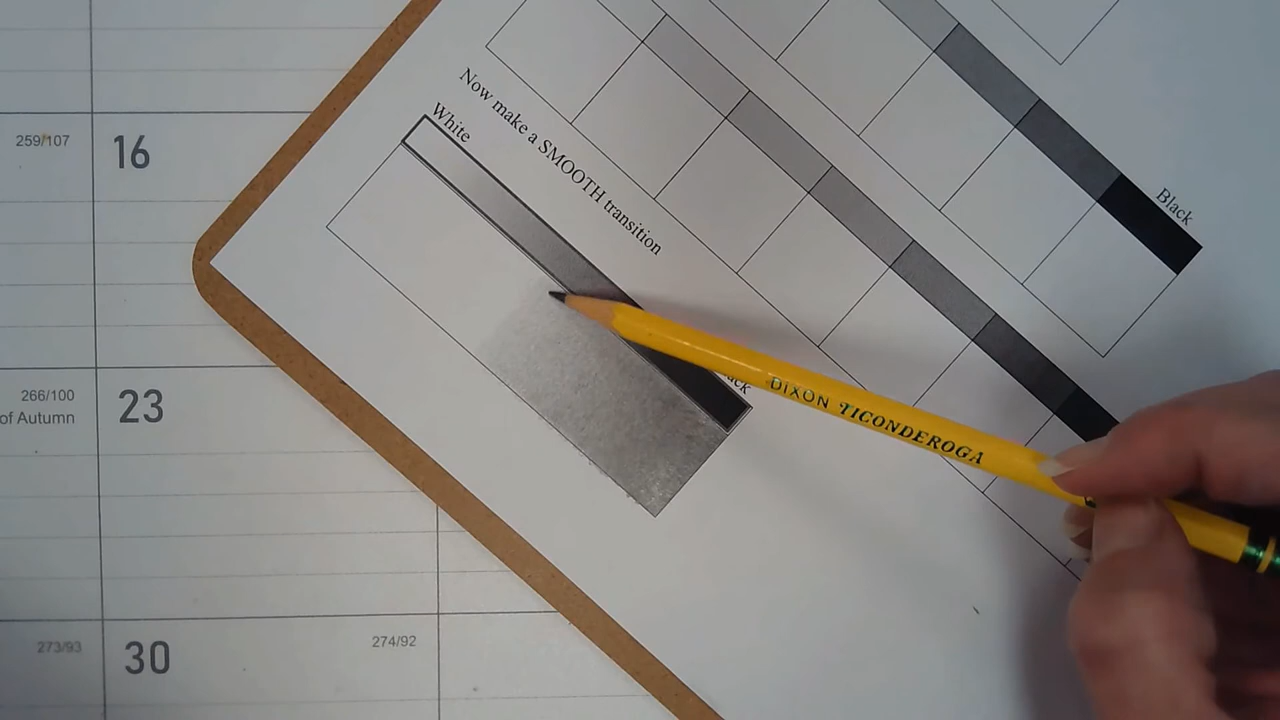 259/107
16
266/100
of Autumn
23
273/93
30
274/92
Now make a SMOOTH transition
White
Black
DIXON TICONDEROGA